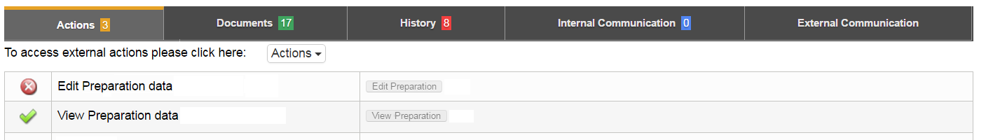 Actions 3 Documents 17 History 8 Internal Communication 0 External Communication
To access external actions please click here: Actions
Edit Preparation data Edit Preparation
View Preparation data View Preparation